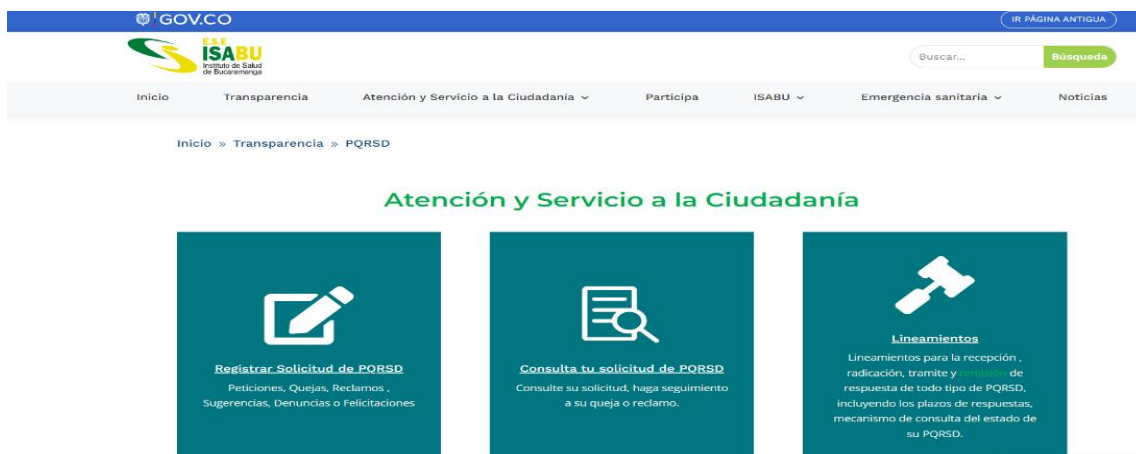 GOV.CO
IR PÁGINA ANTIGUA
E.S.E
ISABU
Instituto de Salud
de Bucaramanga
Buscar...
Búsqueda
Inicio Transparencia Atención y Servicio a la Ciudadanía Participa ISABU Emergencia sanitaria Noticias
Inicio » Transparencia » PQRSD
Atención y Servicio a la Ciudadanía
Registrar Solicitud de PQRSD
Peticiones, Quejas, Reclamos ,
Sugerencias, Denuncias o Felicitaciones
Consulta tu solicitud de PQRSD
Consulte su solicitud, haga seguimiento
a su queja o reclamo.
Lineamientos
Lineamientos para la recepción ,
radicación, tramite y remisión de
respuesta de todo tipo de PQRSD,
incluyendo los plazos de respuestas,
mecanismo de consulta del estado de
su PQRSD.